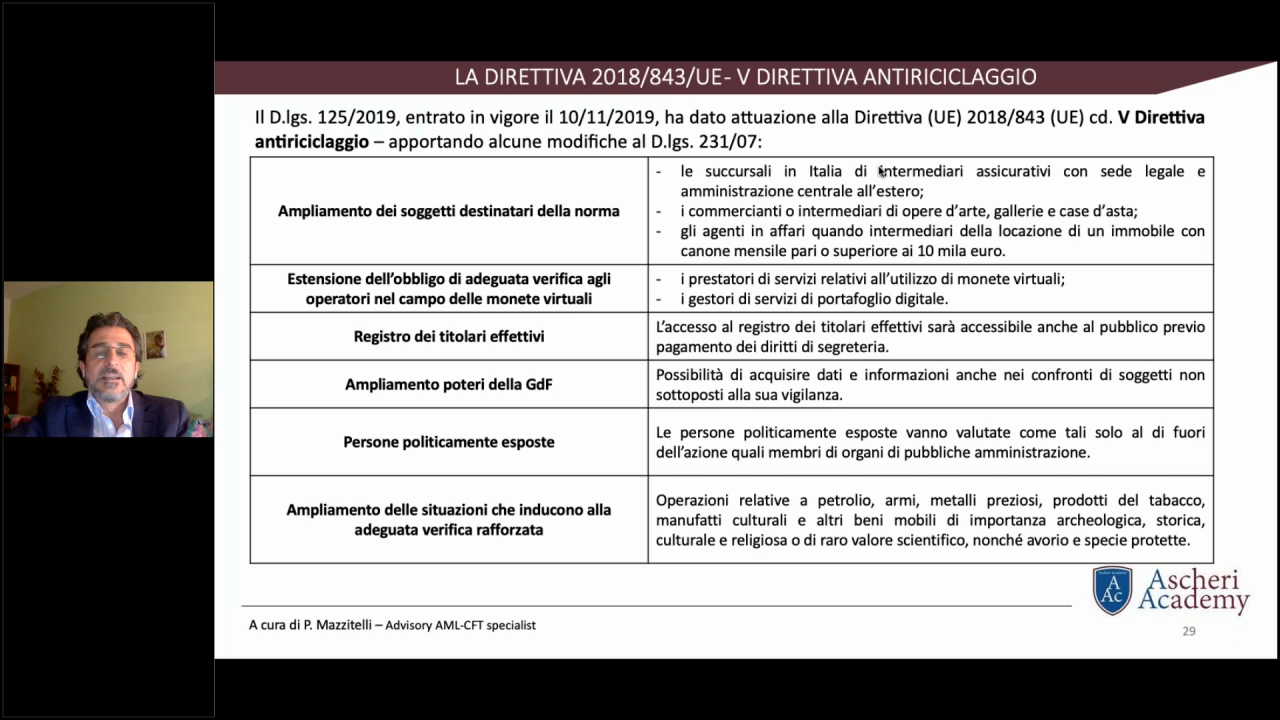 LA DIRETTIVA 2018/843/UE- V DIRETTIVA ANTIRICICLAGGIO
Il D.lgs. 125/2019, entrato in vigore il 10/11/2019, ha dato attuazione alla Direttiva (UE) 2018/843 (UE) cd. V Direttiva
antiriciclaggio – apportando alcune modifiche al D.lgs. 231/07:
Ampliamento dei soggetti destinatari della norma
- le succursali in Italia di intermediari assicurativi con sede legale e
amministrazione centrale all'estero;
- i commercianti o intermediari di opere d'arte, gallerie e case d'asta;
- gli agenti in affari quando intermediari della locazione di un immobile con
canone mensile pari o superiore ai 10 mila euro.
Estensione dell'obbligo di adeguata verifica agli
operatori nel campo delle monete virtuali
- i prestatori di servizi relativi all'utilizzo di monete virtuali;
- i gestori di servizi di portafoglio digitale.
Registro dei titolari effettivi
L'accesso al registro dei titolari effettivi sarà accessibile anche al pubblico previo
pagamento dei diritti di segreteria.
Ampliamento poteri della GdF
Possibilità di acquisire dati e informazioni anche nei confronti di soggetti non
sottoposti alla sua vigilanza.
Persone politicamente esposte
Le persone politicamente esposte vanno valutate come tali solo al di fuori
dell'azione quali membri di organi di pubbliche amministrazione.
Ampliamento delle situazioni che inducono alla
adeguata verifica rafforzata
Operazioni relative a petrolio, armi, metalli preziosi, prodotti del tabacco,
manufatti culturali e altri beni mobili di importanza archeologica, storica,
culturale e religiosa o di raro valore scientifico, nonché avorio e specie protette.
A
Ac
Ascheri
Academy
A cura di P. Mazzitelli – Advisory AML-CFT specialist
29